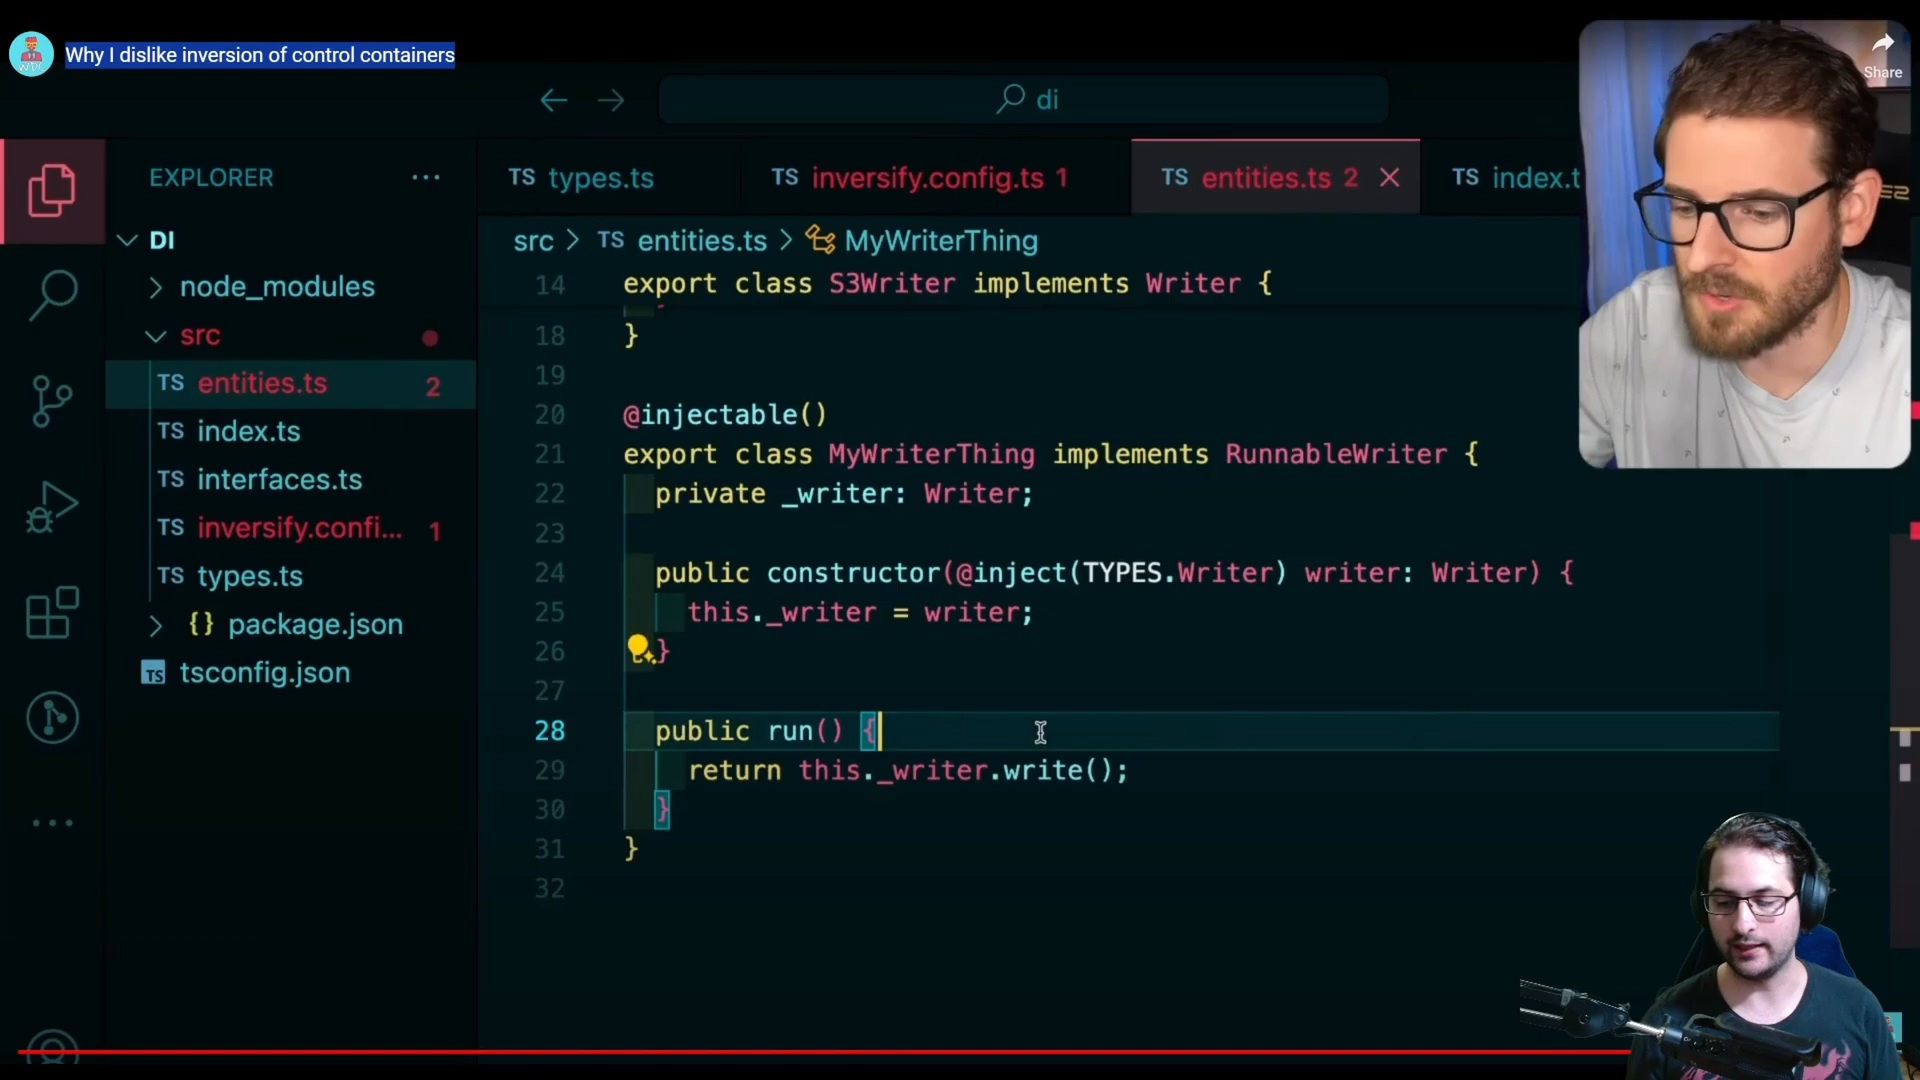 Why I dislike inversion of control containers
Share
di
EXPLORER
DI
node_modules
src
TS entities.ts 2
TS index.ts
TS interfaces.ts
TS inversify.confi... 1
TS types.ts
{} package.json
TS tsconfig.json
TS types.ts
TS inversify.config.ts 1
TS entities.ts 2
TS index.t
src > TS entities.ts > MyWriterThing
14 export class S3Writer implements Writer {
18 }
19
20 @injectable()
21 export class MyWriterThing implements RunnableWriter {
22 private _writer: Writer;
23
24 public constructor(@inject(TYPES.Writer) writer: Writer) {
25 this._writer = writer;
26 }
27
28 public run() {
29 return this._writer.write();
30 }
31 }
32